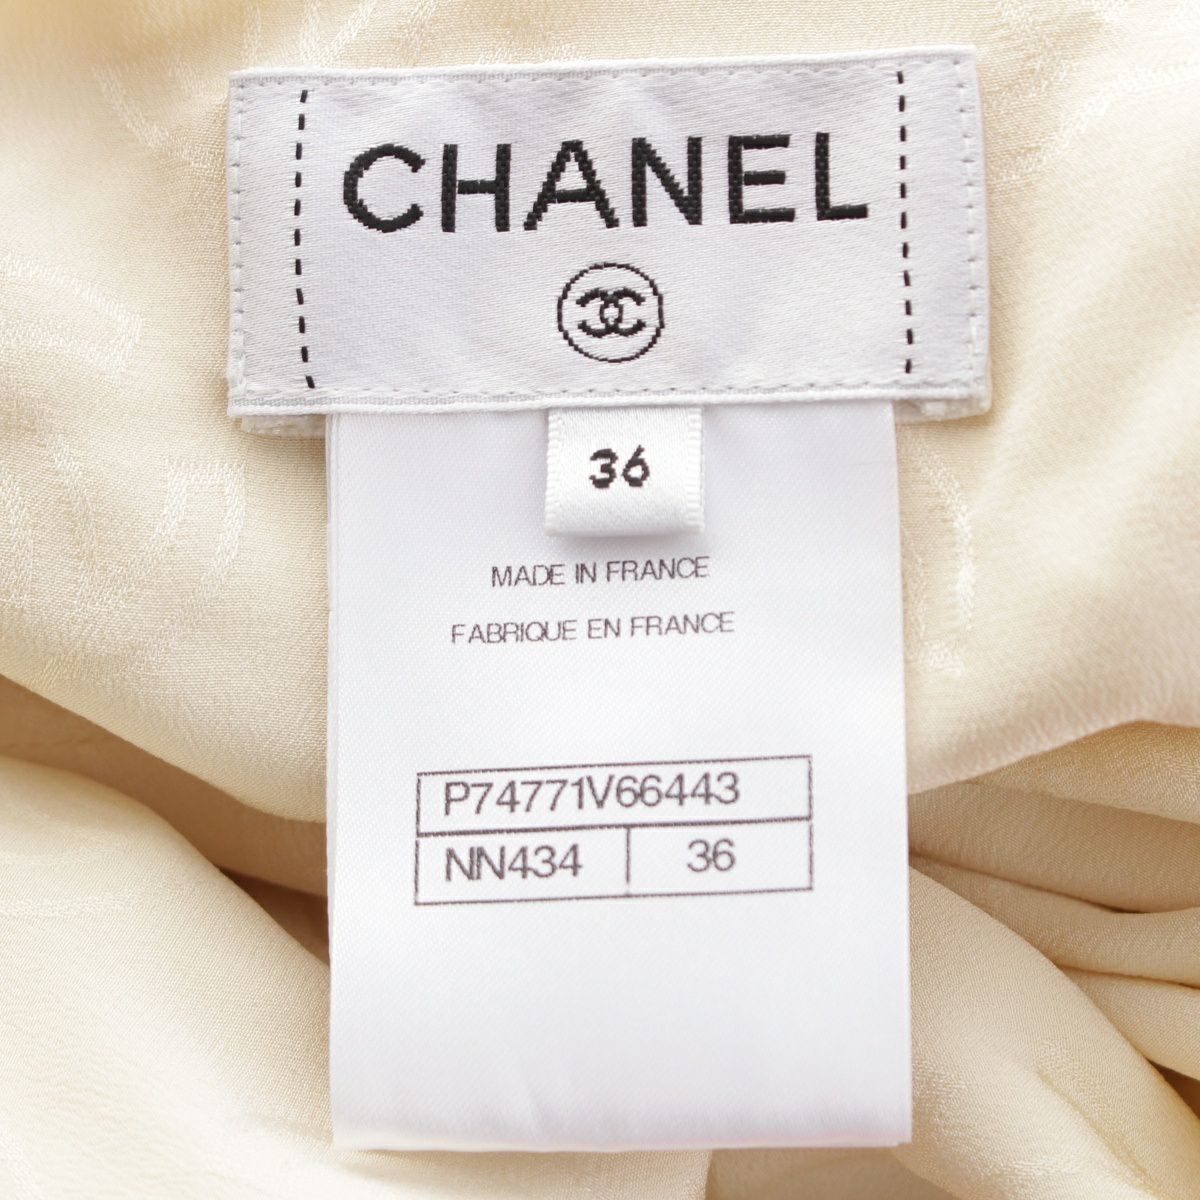 CHANEL
36
MADE IN FRANCE
FABRIQUE EN FRANCE
P74771V66443
NN434 36